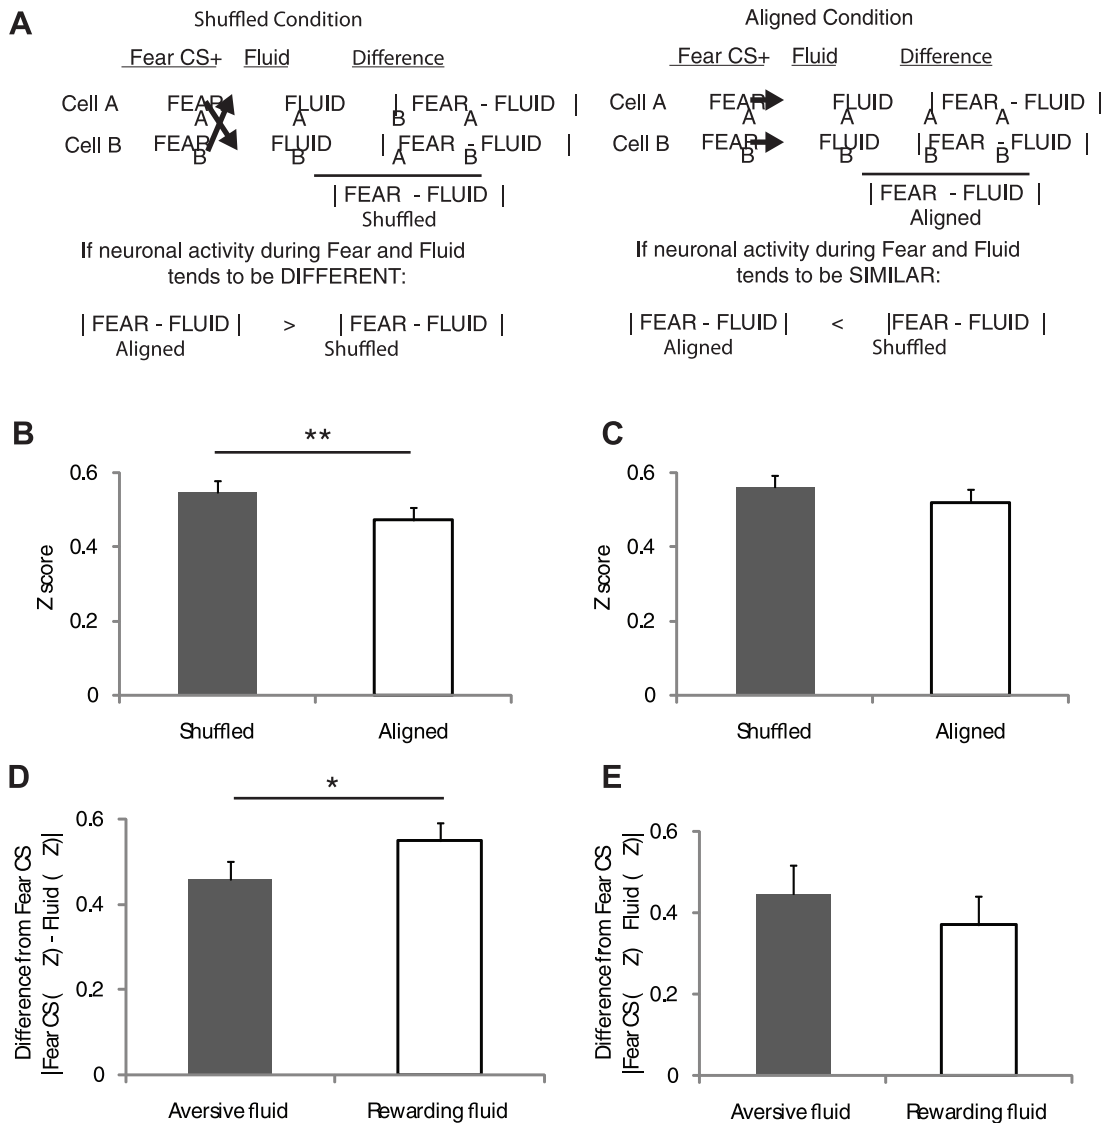 A
Shuffled Condition
Fear CS+ Fluid Difference
Cell A FEAR A FLUID A | FEAR B - FLUID A |
Cell B FEAR B FLUID B | FEAR A - FLUID B |
| FEAR - FLUID |
Shuffled
If neuronal activity during Fear and Fluid
tends to be DIFFERENT:
| FEAR - FLUID | > | FEAR - FLUID |
Aligned Shuffled
Aligned Condition
Fear CS+ Fluid Difference
Cell A FEAR A FLUID A | FEAR A - FLUID A |
Cell B FEAR B FLUID B | FEAR B - FLUID B |
| FEAR - FLUID |
Aligned
If neuronal activity during Fear and Fluid
tends to be SIMILAR:
| FEAR - FLUID | < |FEAR - FLUID |
Aligned Shuffled
B
**
Z score
0.6
0.4
0.2
0
Shuffled Aligned
C
Z score
0.6
0.4
0.2
0
Shuffled Aligned
D
*
Difference from Fear CS
|Fear CS ( Z) - Fluid ( Z)|
0.6
0.4
0.2
0
Aversive fluid Rewarding fluid
E
Difference from Fear CS
|Fear CS ( Z) Fluid ( Z)|
0.6
0.4
0.2
0
Aversive fluid Rewarding fluid